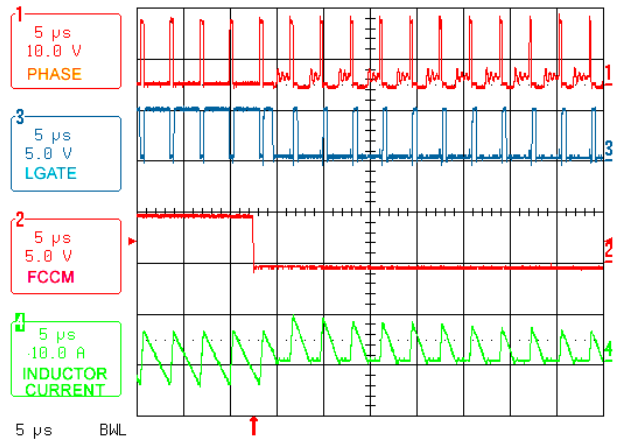 1
5 µs
10.0 V
PHASE
1
3
5 µs
5.0 V
LGATE
3
2
5 µs
5.0 V
FCCM
2
4
5 µs
10.0 A
INDUCTOR
CURRENT
4
5 µs BWL